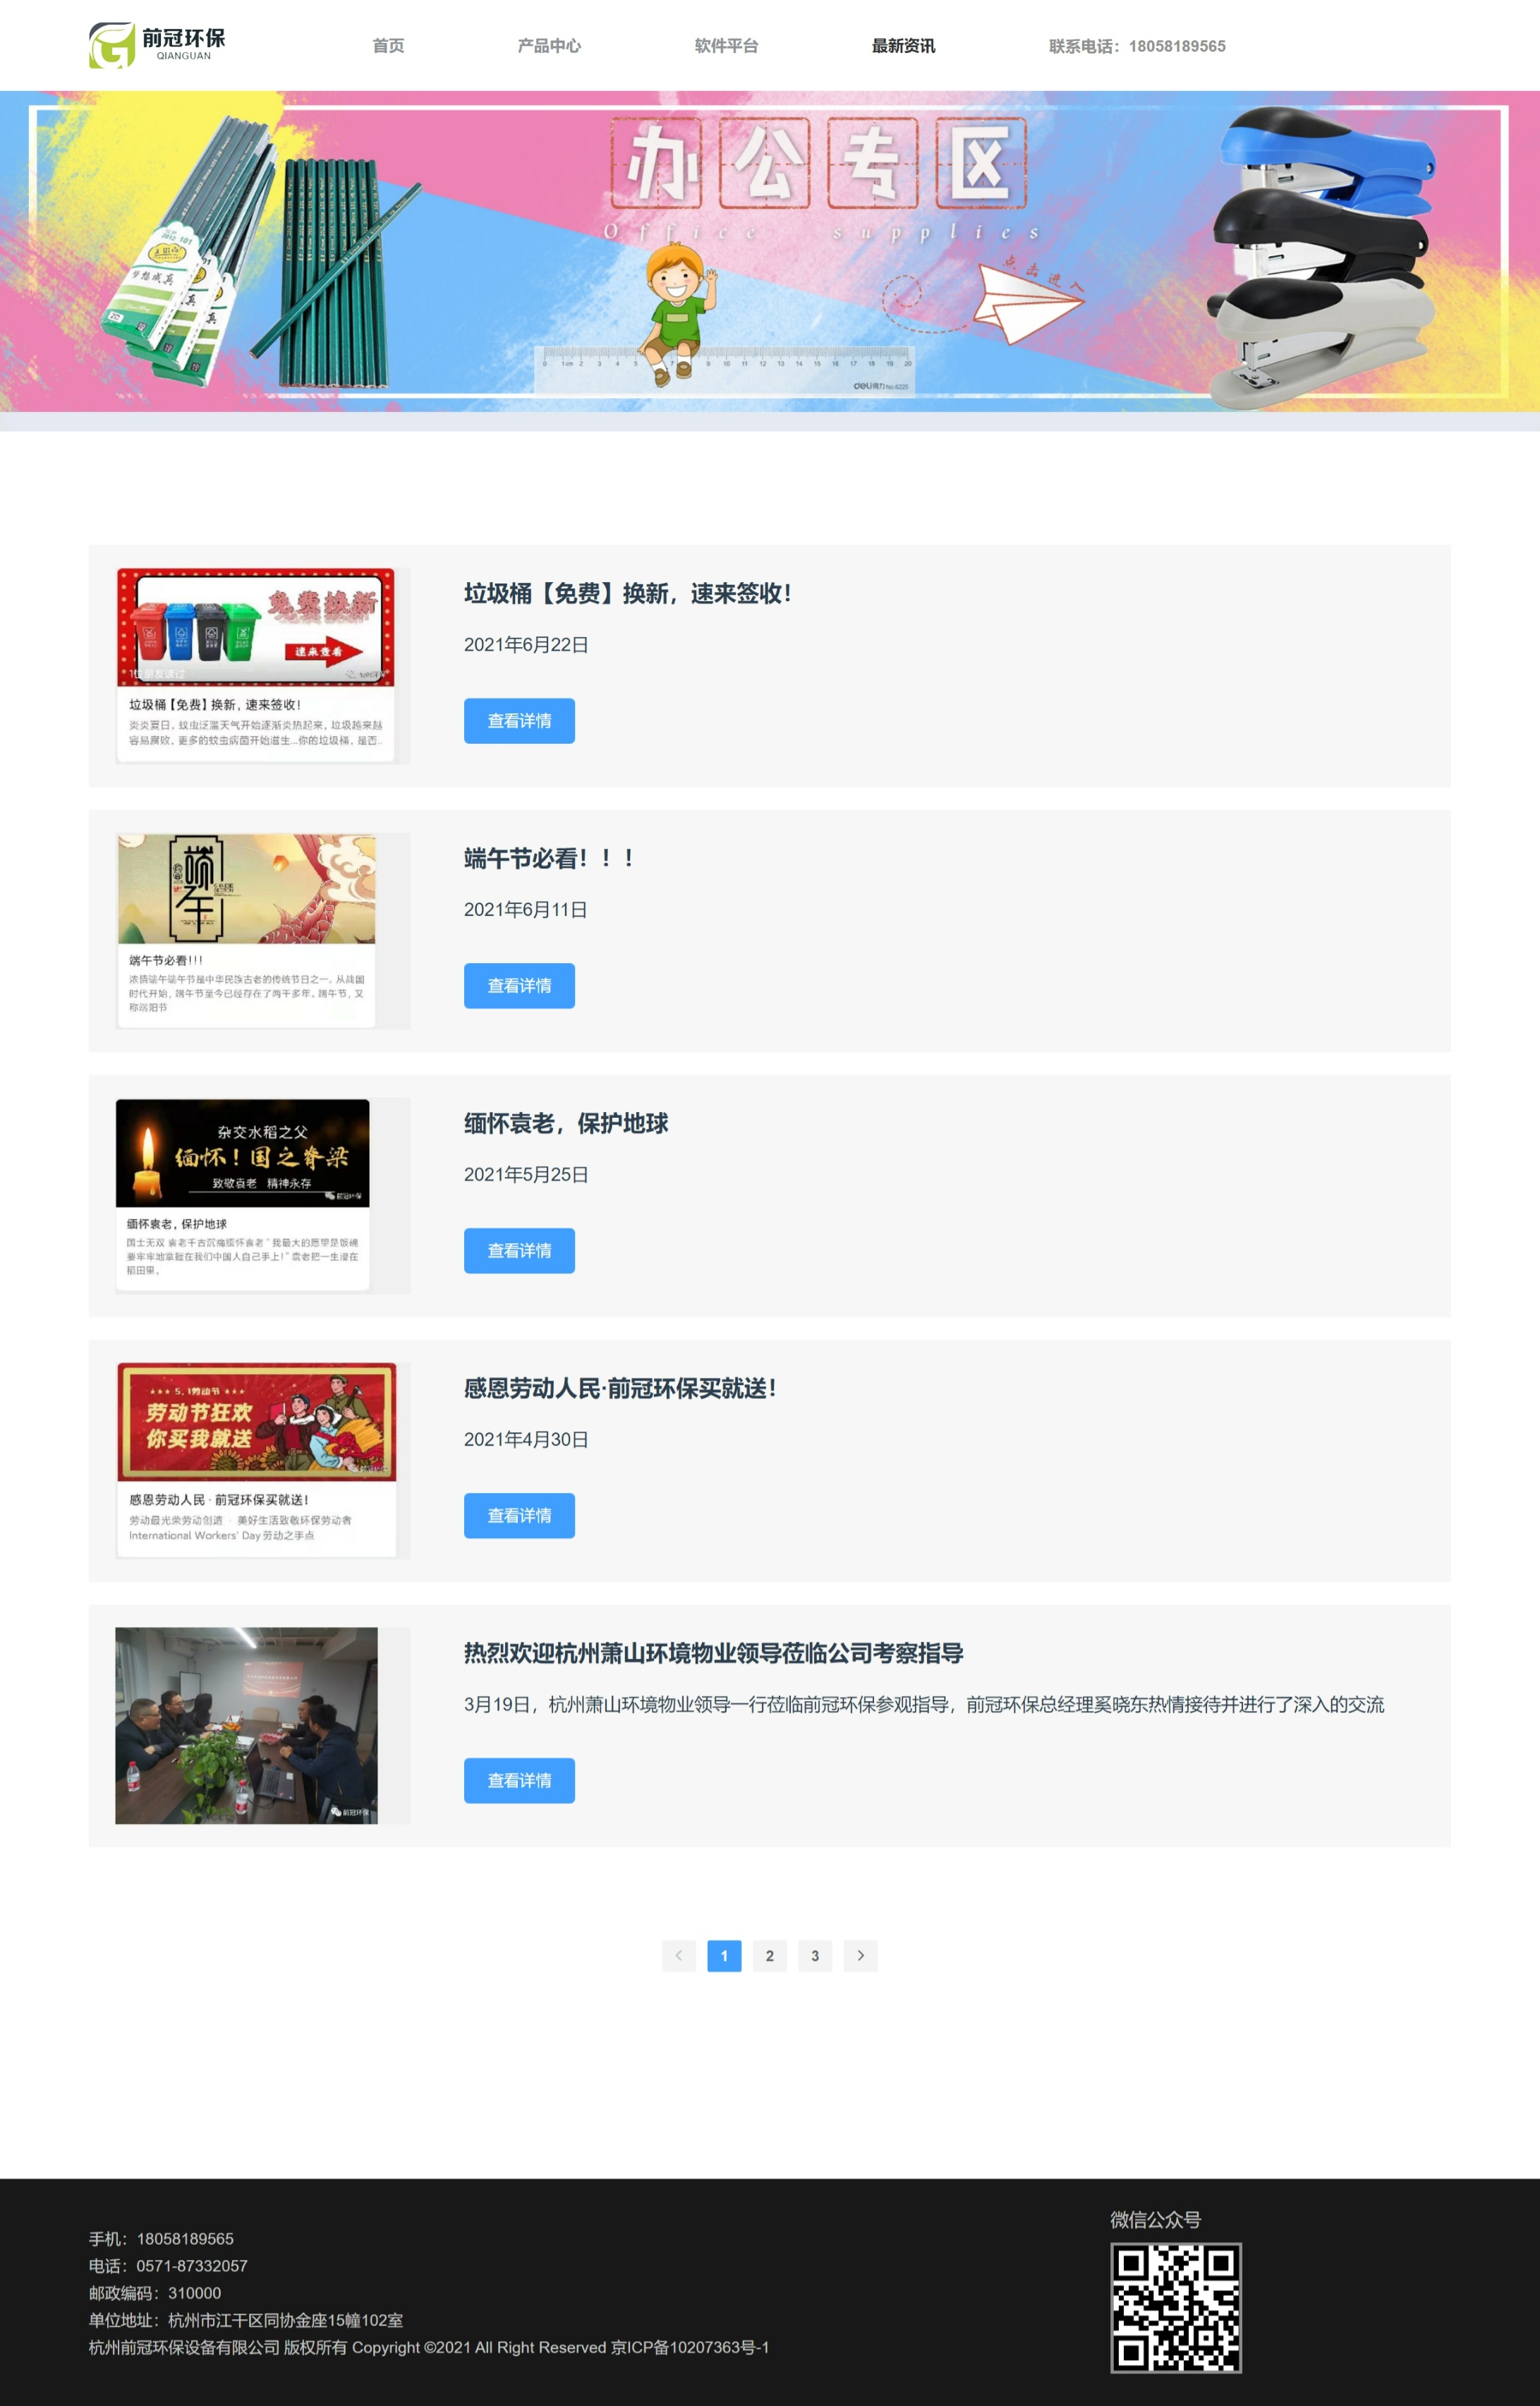 前冠环保
QIANGUAN
首页
产品中心
软件平台
最新资讯
联系电话：18058189565
办公专区
Office supplies
点击进入
梦想成真
deli得力 No.6220
免费换新
速来查看
垃圾桶【免费】换新，速来签收！
炎炎夏日，蚊虫泛滥天气开始逐渐炎热起来，垃圾越来越
容易腐败，更多的蚊虫病菌开始滋生...你的垃圾桶，是否..
垃圾桶【免费】换新，速来签收！
2021年6月22日
查看详情
端午
端午节必看!!!
浓情端午端午节是中华民族古老的传统节日之一。从战国
时代开始，端午节至今已经存在了两千多年。端午节，又
称端阳节
端午节必看！！！
2021年6月11日
查看详情
杂交水稻之父
缅怀！国之脊梁
致敬袁老 精神永存
前冠环保
缅怀袁老，保护地球
国士无双 袁老千古沉痛缅怀袁老“我最大的愿望是饭碗
要牢牢地掌握在我们中国人自己手上！”袁老把一生浸在
稻田里。
缅怀袁老，保护地球
2021年5月25日
查看详情
★★★ 5.1劳动节 ★★★
劳动节狂欢
你买我就送
感恩劳动人民 · 前冠环保买就送！
劳动最光荣劳动创造 · 美好生活致敬环保劳动者
International Workers' Day 劳动之手点
感恩劳动人民·前冠环保买就送！
2021年4月30日
查看详情
前冠环保
热烈欢迎杭州萧山环境物业领导莅临公司考察指导
3月19日，杭州萧山环境物业领导一行莅临前冠环保参观指导，前冠环保总经理奚晓东热情接待并进行了深入的交流
查看详情
1
2
3
微信公众号
手机：18058189565
电话：0571-87332057
邮政编码：310000
单位地址：杭州市江干区同协金座15幢102室
杭州前冠环保设备有限公司 版权所有 Copyright ©2021 All Right Reserved 京ICP备10207363号-1